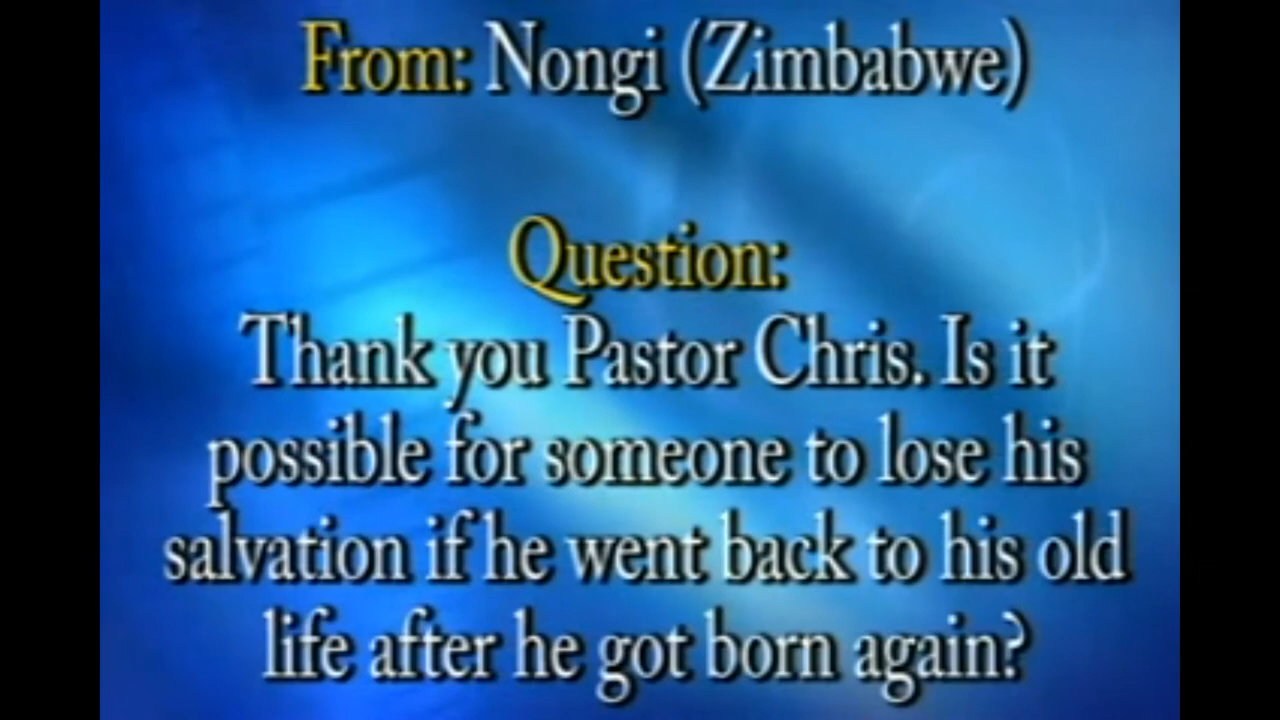 From: Nongi (Zimbabwe)
Question:
Thank you Pastor Chris. Is it
possible for someone to lose his
salvation if he went back to his old
life after he got born again?